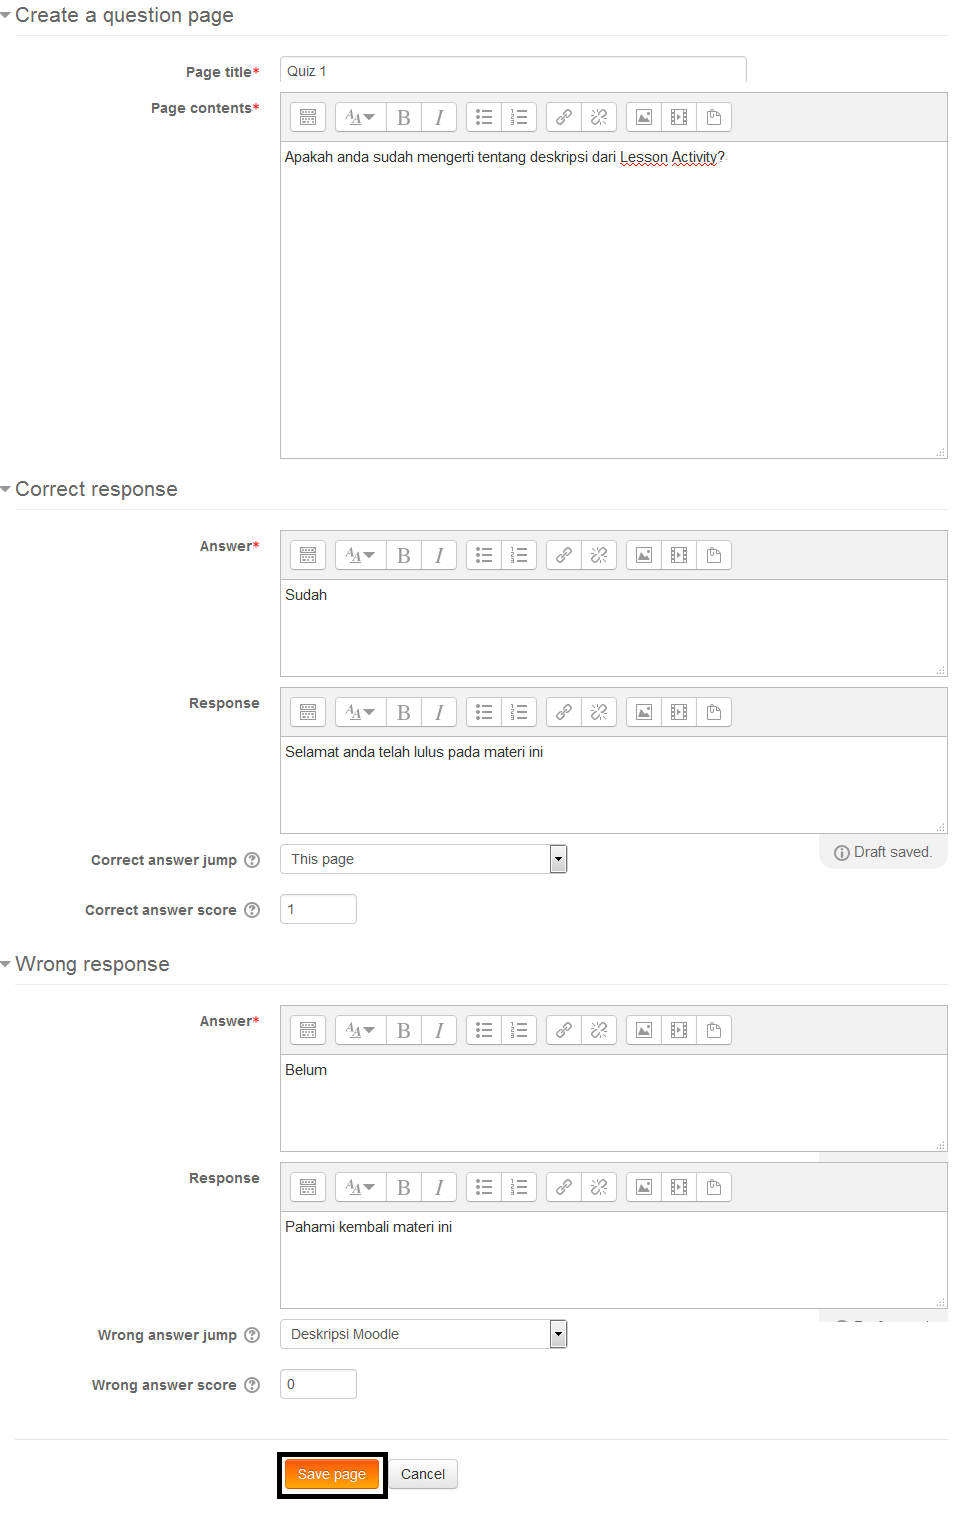 Create a question page
Page title*
Quiz 1
Page contents*
Apakah anda sudah mengerti tentang deskripsi dari Lesson Activity?
Correct response
Answer*
Sudah
Response
Selamat anda telah lulus pada materi ini
Draft saved.
Correct answer jump
This page
Correct answer score
1
Wrong response
Answer*
Belum
Response
Pahami kembali materi ini
Wrong answer jump
Deskripsi Moodle
Wrong answer score
0
Save page Cancel